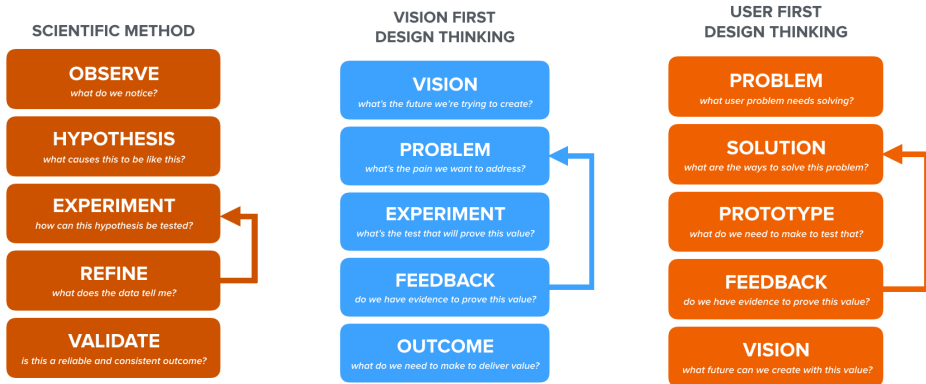 SCIENTIFIC METHOD
OBSERVE
what do we notice?
HYPOTHESIS
what causes this to be like this?
EXPERIMENT
how can this hypothesis be tested?
REFINE
what does the data tell me?
VALIDATE
is this a reliable and consistent outcome?
VISION FIRST
DESIGN THINKING
VISION
what's the future we're trying to create?
PROBLEM
what's the pain we want to address?
EXPERIMENT
what's the test that will prove this value?
FEEDBACK
do we have evidence to prove this value?
OUTCOME
what do we need to make to deliver value?
USER FIRST
DESIGN THINKING
PROBLEM
what user problem needs solving?
SOLUTION
what are the ways to solve this problem?
PROTOTYPE
what do we need to make to test that?
FEEDBACK
do we have evidence to prove this value?
VISION
what future can we create with this value?